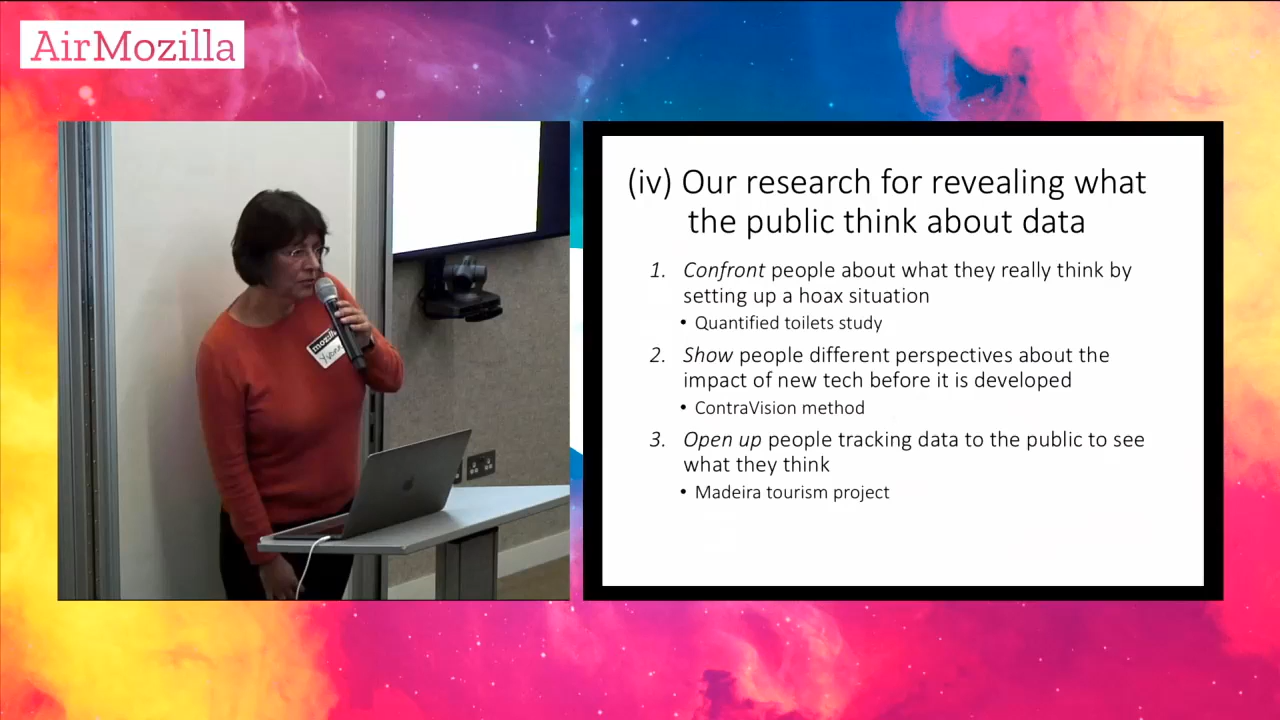 AirMozilla
mozilla
Yvonne
(iv) Our research for revealing what
the public think about data
1. Confront people about what they really think by
setting up a hoax situation
• Quantified toilets study
2. Show people different perspectives about the
impact of new tech before it is developed
• ContraVision method
3. Open up people tracking data to the public to see
what they think
• Madeira tourism project